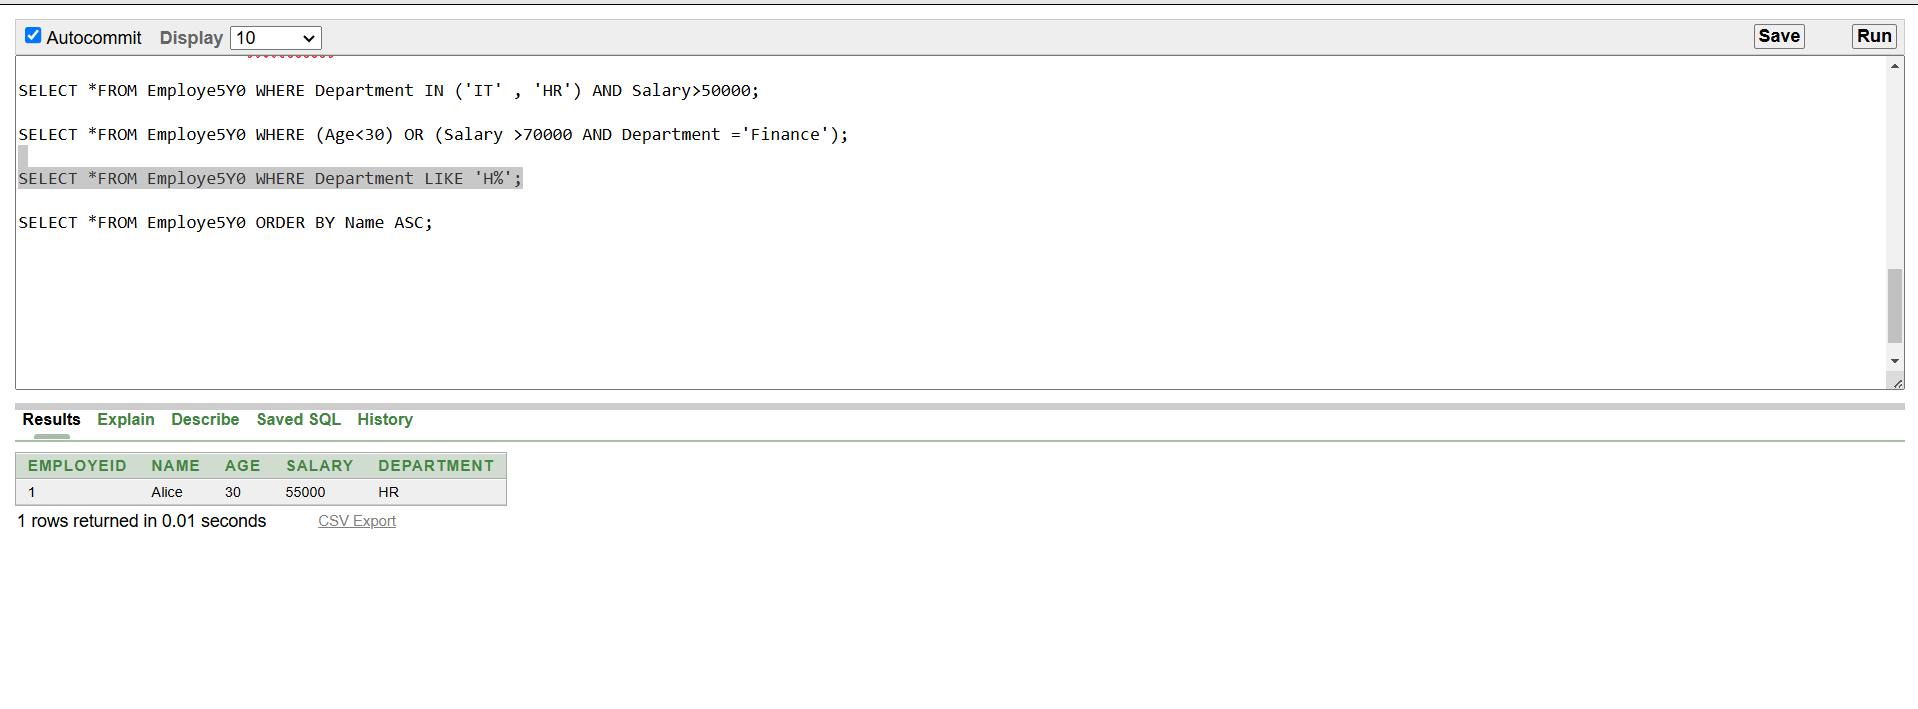 Autocommit Display 10 Save Run
SELECT *FROM Employe5Y0 WHERE Department IN ('IT' , 'HR') AND Salary>50000;
SELECT *FROM Employe5Y0 WHERE (Age<30) OR (Salary >70000 AND Department ='Finance');
SELECT *FROM Employe5Y0 WHERE Department LIKE 'H%';
SELECT *FROM Employe5Y0 ORDER BY Name ASC;
Results Explain Describe Saved SQL History
EMPLOYEID NAME AGE SALARY DEPARTMENT
1 Alice 30 55000 HR
1 rows returned in 0.01 seconds CSV Export